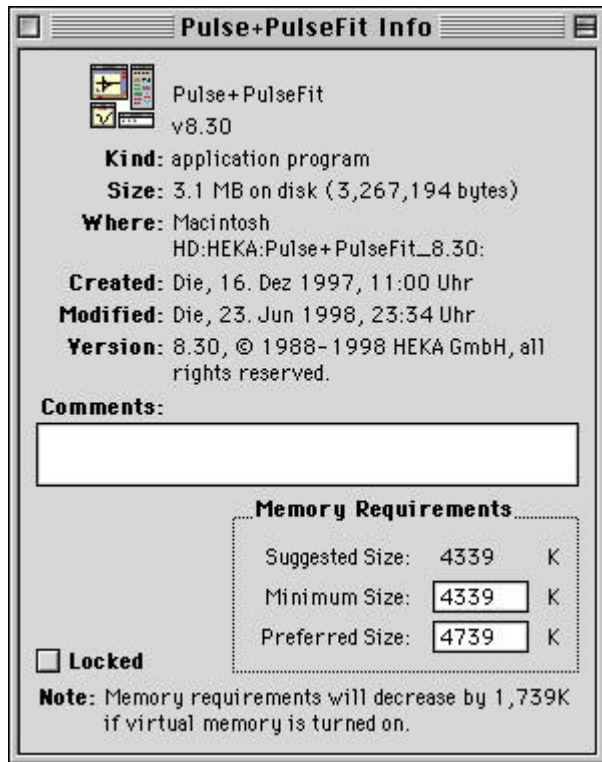 Pulse+PulseFit Info
Pulse+PulseFit
v8.30
Kind: application program
Size: 3.1 MB on disk (3,267,194 bytes)
Where: Macintosh
HD:HEKA:Pulse+PulseFit_8.30:
Created: Die, 16. Dez 1997, 11:00 Uhr
Modified: Die, 23. Jun 1998, 23:34 Uhr
Version: 8.30, © 1988-1998 HEKA GmbH, all
rights reserved.
Comments:
Memory Requirements
Suggested Size: 4339 K
Minimum Size: 4339 K
Preferred Size: 4739 K
Locked
Note: Memory requirements will decrease by 1,739K
if virtual memory is turned on.